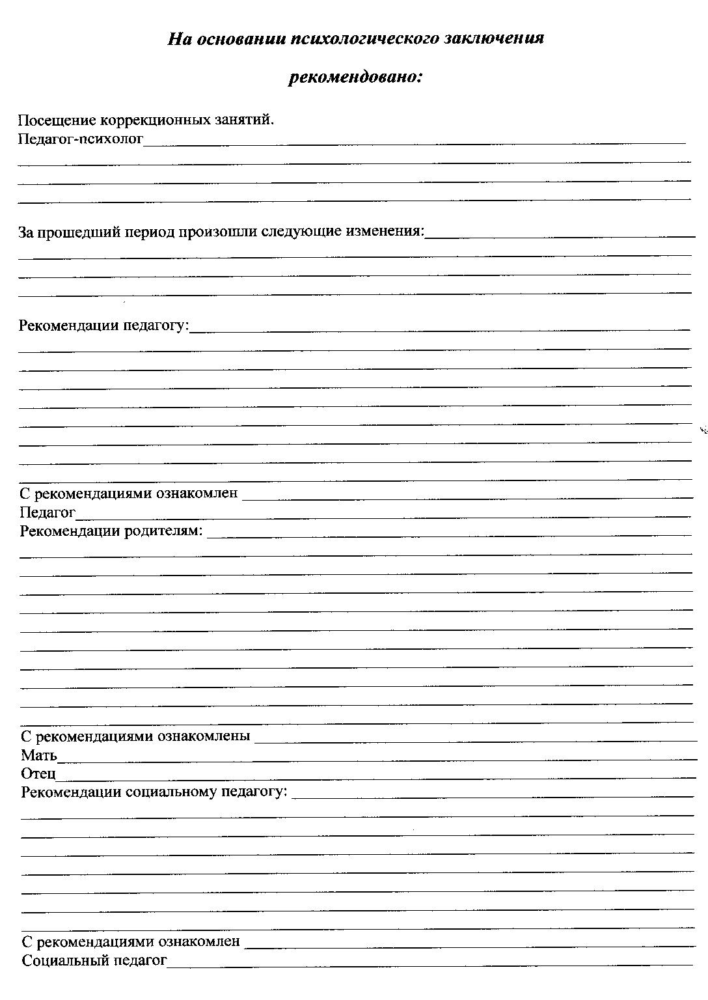 На основании психологического заключения
рекомендовано:
Посещение коррекционных занятий.
Педагог-психолог
За прошедший период произошли следующие изменения:
Рекомендации педагогу:
С рекомендациями ознакомлен
Педагог
Рекомендации родителям:
С рекомендациями ознакомлены
Мать
Отец
Рекомендации социальному педагогу:
С рекомендациями ознакомлен
Социальный педагог